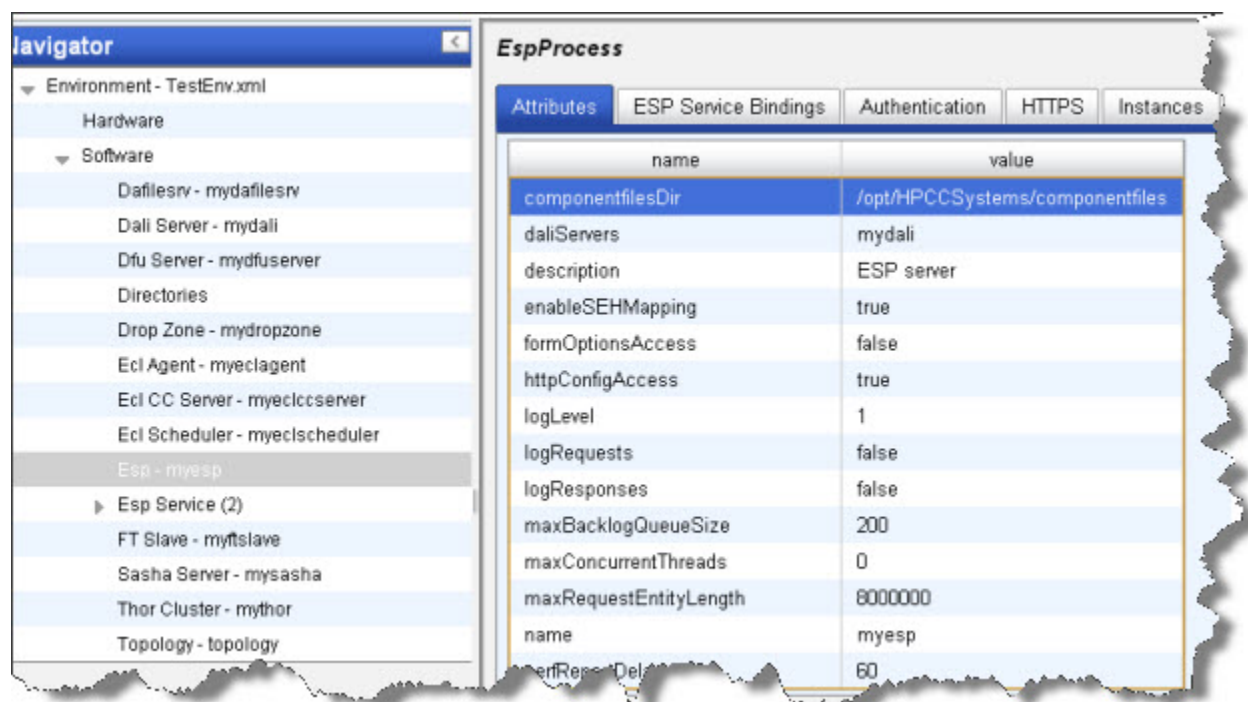 Navigator <
Environment - TestEnv.xml
Hardware
Software
Dafilesrv - mydafilesrv
Dali Server - mydali
Dfu Server - mydfuserver
Directories
Drop Zone - mydropzone
Ecl Agent - myeclagent
Ecl CC Server - myeclccserver
Ecl Scheduler - myeclscheduler
Esp - myesp
Esp Service (2)
FT Slave - myftslave
Sasha Server - mysasha
Thor Cluster - mythor
Topology - topology
EspProcess
Attributes ESP Service Bindings Authentication HTTPS Instances
name value
componentfilesDir /opt/HPCCSystems/componentfiles
daliServers mydali
description ESP server
enableSEHMapping true
formOptionsAccess false
httpConfigAccess true
logLevel 1
logRequests false
logResponses false
maxBacklogQueueSize 200
maxConcurrentThreads 0
maxRequestEntityLength 8000000
name myesp
60